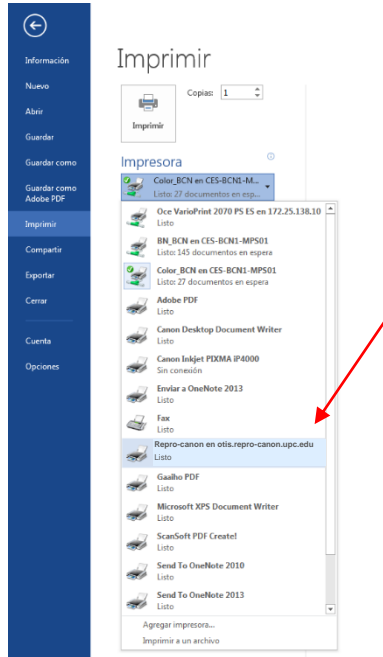 Información
Nuevo
Abrir
Guardar
Guardar como
Guardar como
Adobe PDF
Imprimir
Compartir
Exportar
Cerrar
Cuenta
Opciones
Imprimir
Copias: 1
Imprimir
Impresora
Color_BCN en CES-BCN1-M...
Listo: 27 documentos en esp...
Oce VarioPrint 2070 PS ES en 172.25.138.10
Listo
BN_BCN en CES-BCN1-MPS01
Listo: 145 documentos en espera
Color_BCN en CES-BCN1-MPS01
Listo: 27 documentos en espera
Adobe PDF
Listo
Canon Desktop Document Writer
Listo
Canon Inkjet PIXMA iP4000
Sin conexión
Enviar a OneNote 2013
Listo
Fax
Listo
Repro-canon en otis.repro-canon.upc.edu
Listo
Gaaiho PDF
Listo
Microsoft XPS Document Writer
Listo
ScanSoft PDF Create!
Listo
Send To OneNote 2010
Listo
Send To OneNote 2013
Listo
Agregar impresora...
Imprimir a un archivo